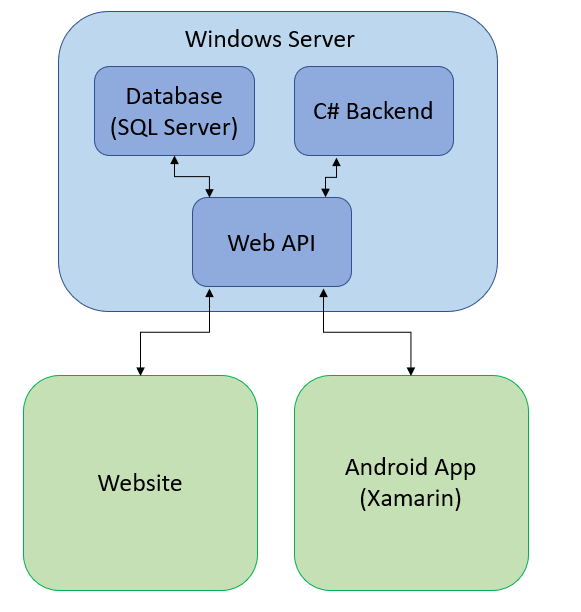 Windows Server
Database
(SQL Server)
C# Backend
Web API
Website
Android App
(Xamarin)